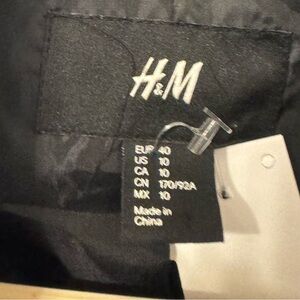 H&M
EUR 40
US 10
CA 10
CN 170/92A
MX 10
Made in
China